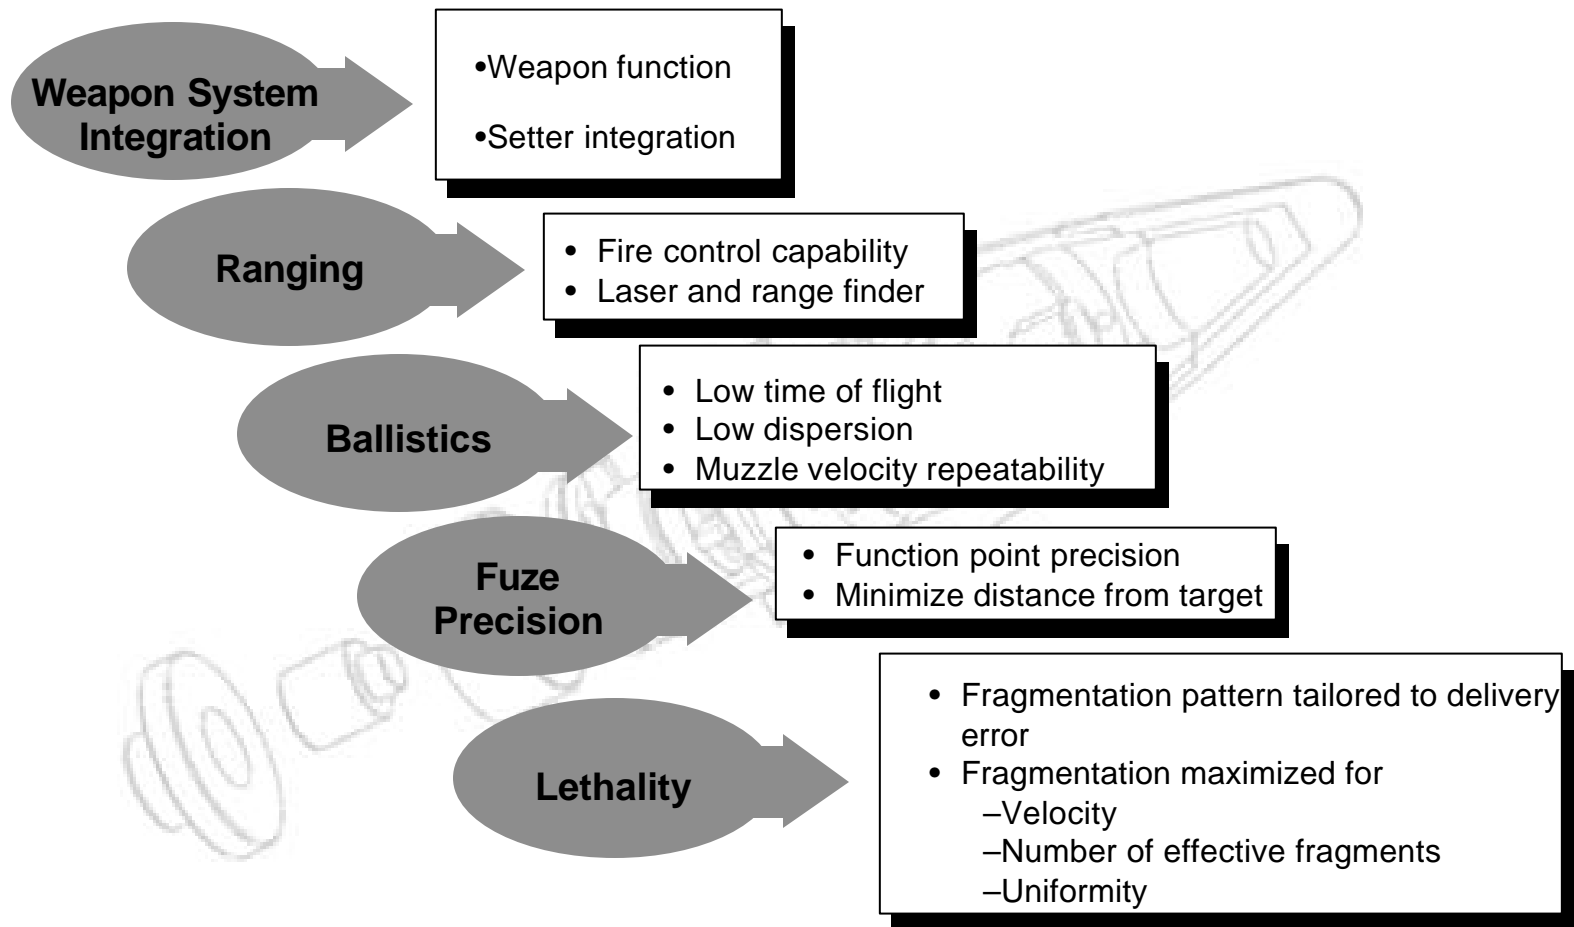 Weapon System
Integration
•Weapon function
•Setter integration
Ranging
• Fire control capability
• Laser and range finder
Ballistics
• Low time of flight
• Low dispersion
• Muzzle velocity repeatability
Fuze
Precision
• Function point precision
• Minimize distance from target
Lethality
• Fragmentation pattern tailored to delivery
error
• Fragmentation maximized for
–Velocity
–Number of effective fragments
–Uniformity